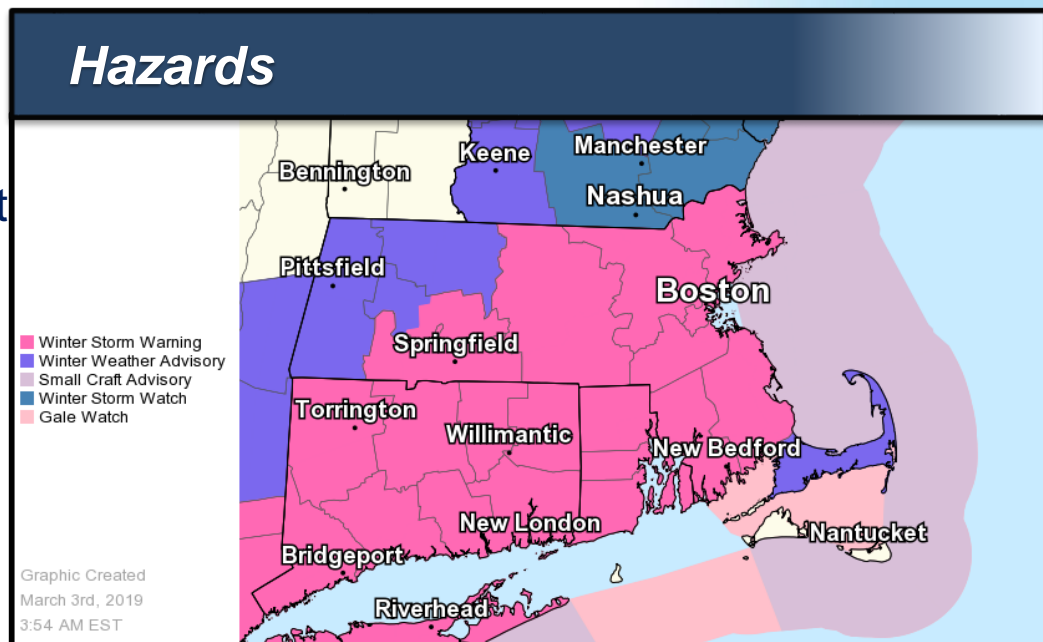 Hazards
t
Keene
Manchester
Bennington
Nashua
Pittsfield
Boston
Winter Storm Warning
Springfield
Winter Weather Advisory
Small Craft Advisory
Winter Storm Watch
Torrington
Gale Watch
Willimantic
New Bedford
New London
Nantucket
Bridgeport
Graphic Created
March 3rd, 2019
Riverhead
3:54 AM EST